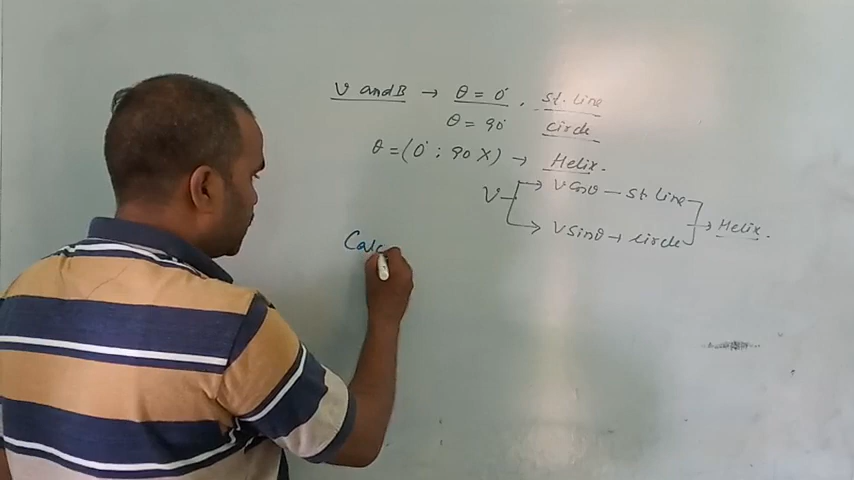 V and B → θ = 0°, St. line
θ = 90° circle
θ = (0° ; 90 X) → Helix.
V → V Cosθ — St. line
→ V Sinθ → circle → Helix.
Calc